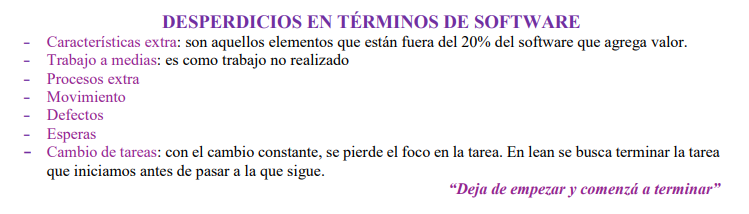 DESPERDICIOS EN TÉRMINOS DE SOFTWARE
- Características extra: son aquellos elementos que están fuera del 20% del software que agrega valor.
- Trabajo a medias: es como trabajo no realizado
- Procesos extra
- Movimiento
- Defectos
- Esperas
- Cambio de tareas: con el cambio constante, se pierde el foco en la tarea. En lean se busca terminar la tarea
que iniciamos antes de pasar a la que sigue.
“Deja de empezar y comenzá a terminar”